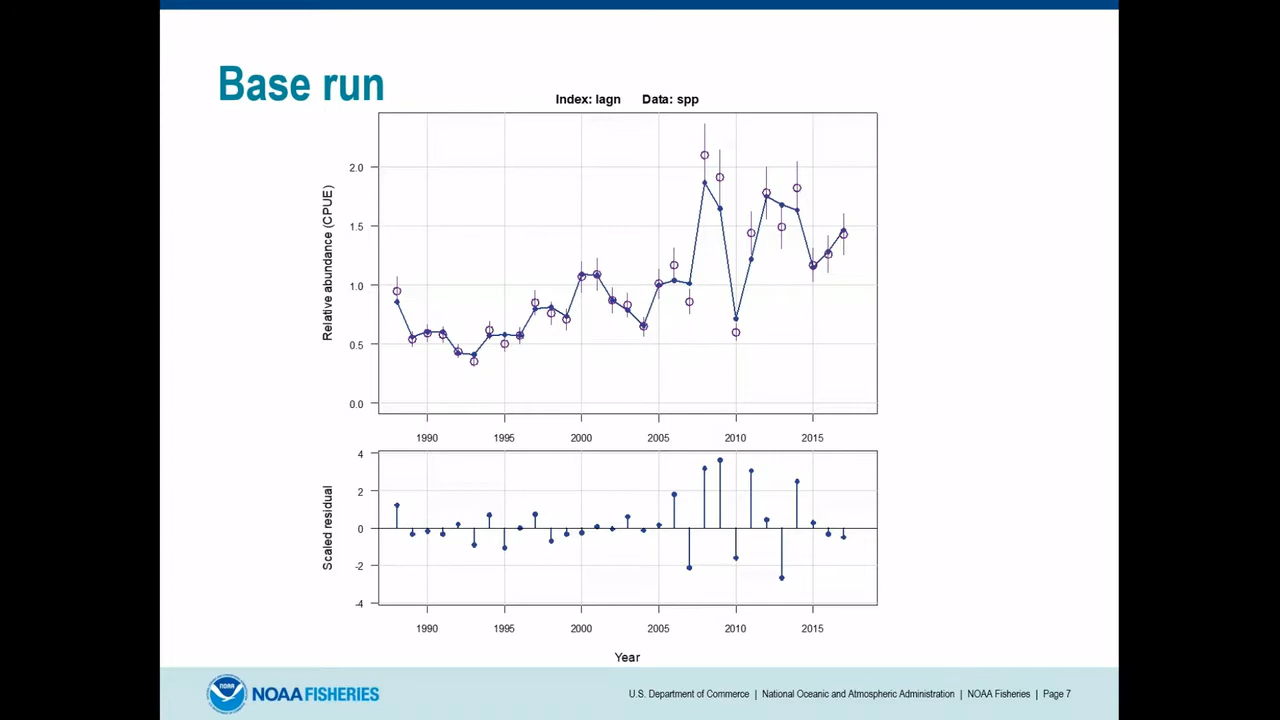 Base run
Index: lagn Data: spp
Relative abundance (CPUE)
2.0
1.5
1.0
0.5
0.0
1990 1995 2000 2005 2010 2015
Scaled residual
4
2
0
-2
-4
1990 1995 2000 2005 2010 2015
Year
NOAA
NOAA FISHERIES
U.S. Department of Commerce | National Oceanic and Atmospheric Administration | NOAA Fisheries | Page 7